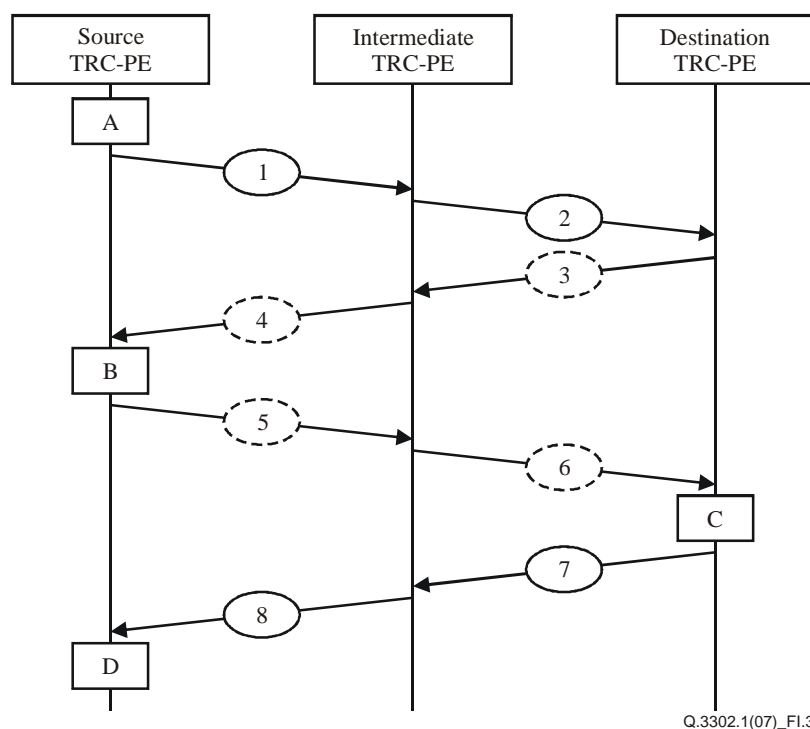 Source
TRC-PE
Intermediate
TRC-PE
Destination
TRC-PE
A
1
2
3
4
B
5
6
C
7
8
D
Q.3302.1(07)_FI.3